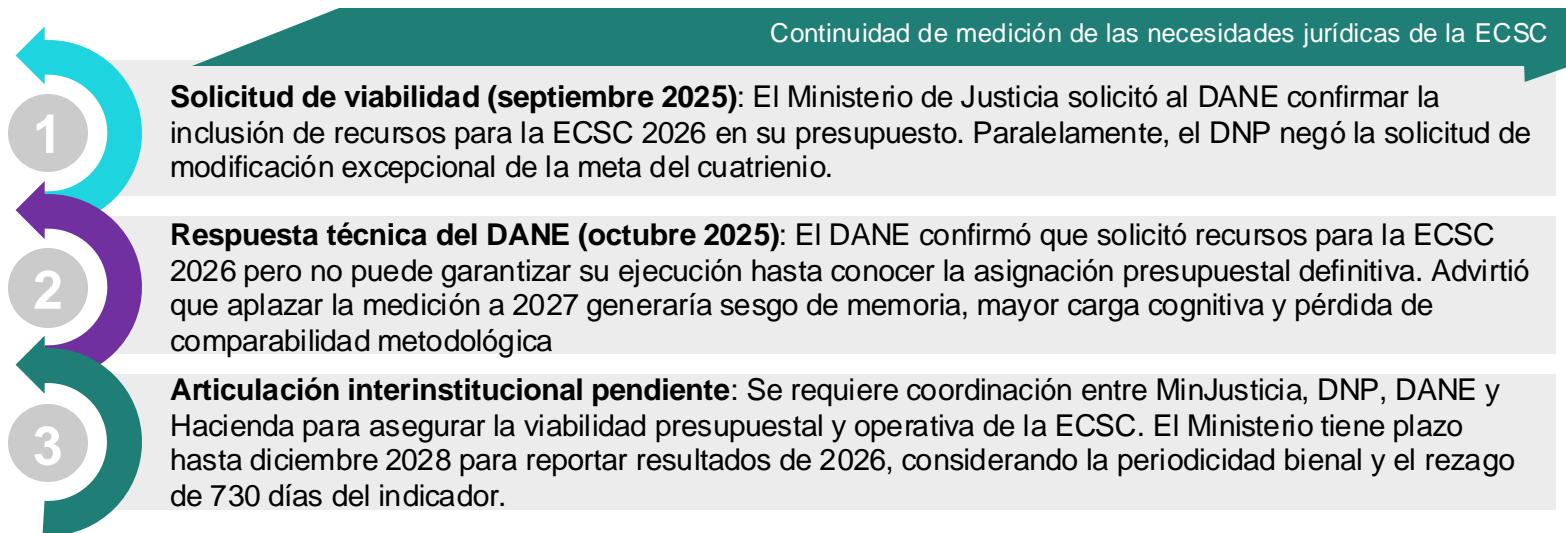 Continuidad de medición de las necesidades jurídicas de la ECSC
1
Solicitud de viabilidad (septiembre 2025): El Ministerio de Justicia solicitó al DANE confirmar la
inclusión de recursos para la ECSC 2026 en su presupuesto. Paralelamente, el DNP negó la solicitud de
modificación excepcional de la meta del cuatrienio.
2
Respuesta técnica del DANE (octubre 2025): El DANE confirmó que solicitó recursos para la ECSC
2026 pero no puede garantizar su ejecución hasta conocer la asignación presupuestal definitiva. Advirtió
que aplazar la medición a 2027 generaría sesgo de memoria, mayor carga cognitiva y pérdida de
comparabilidad metodológica
3
Articulación interinstitucional pendiente: Se requiere coordinación entre MinJusticia, DNP, DANE y
Hacienda para asegurar la viabilidad presupuestal y operativa de la ECSC. El Ministerio tiene plazo
hasta diciembre 2028 para reportar resultados de 2026, considerando la periodicidad bienal y el rezago
de 730 días del indicador.